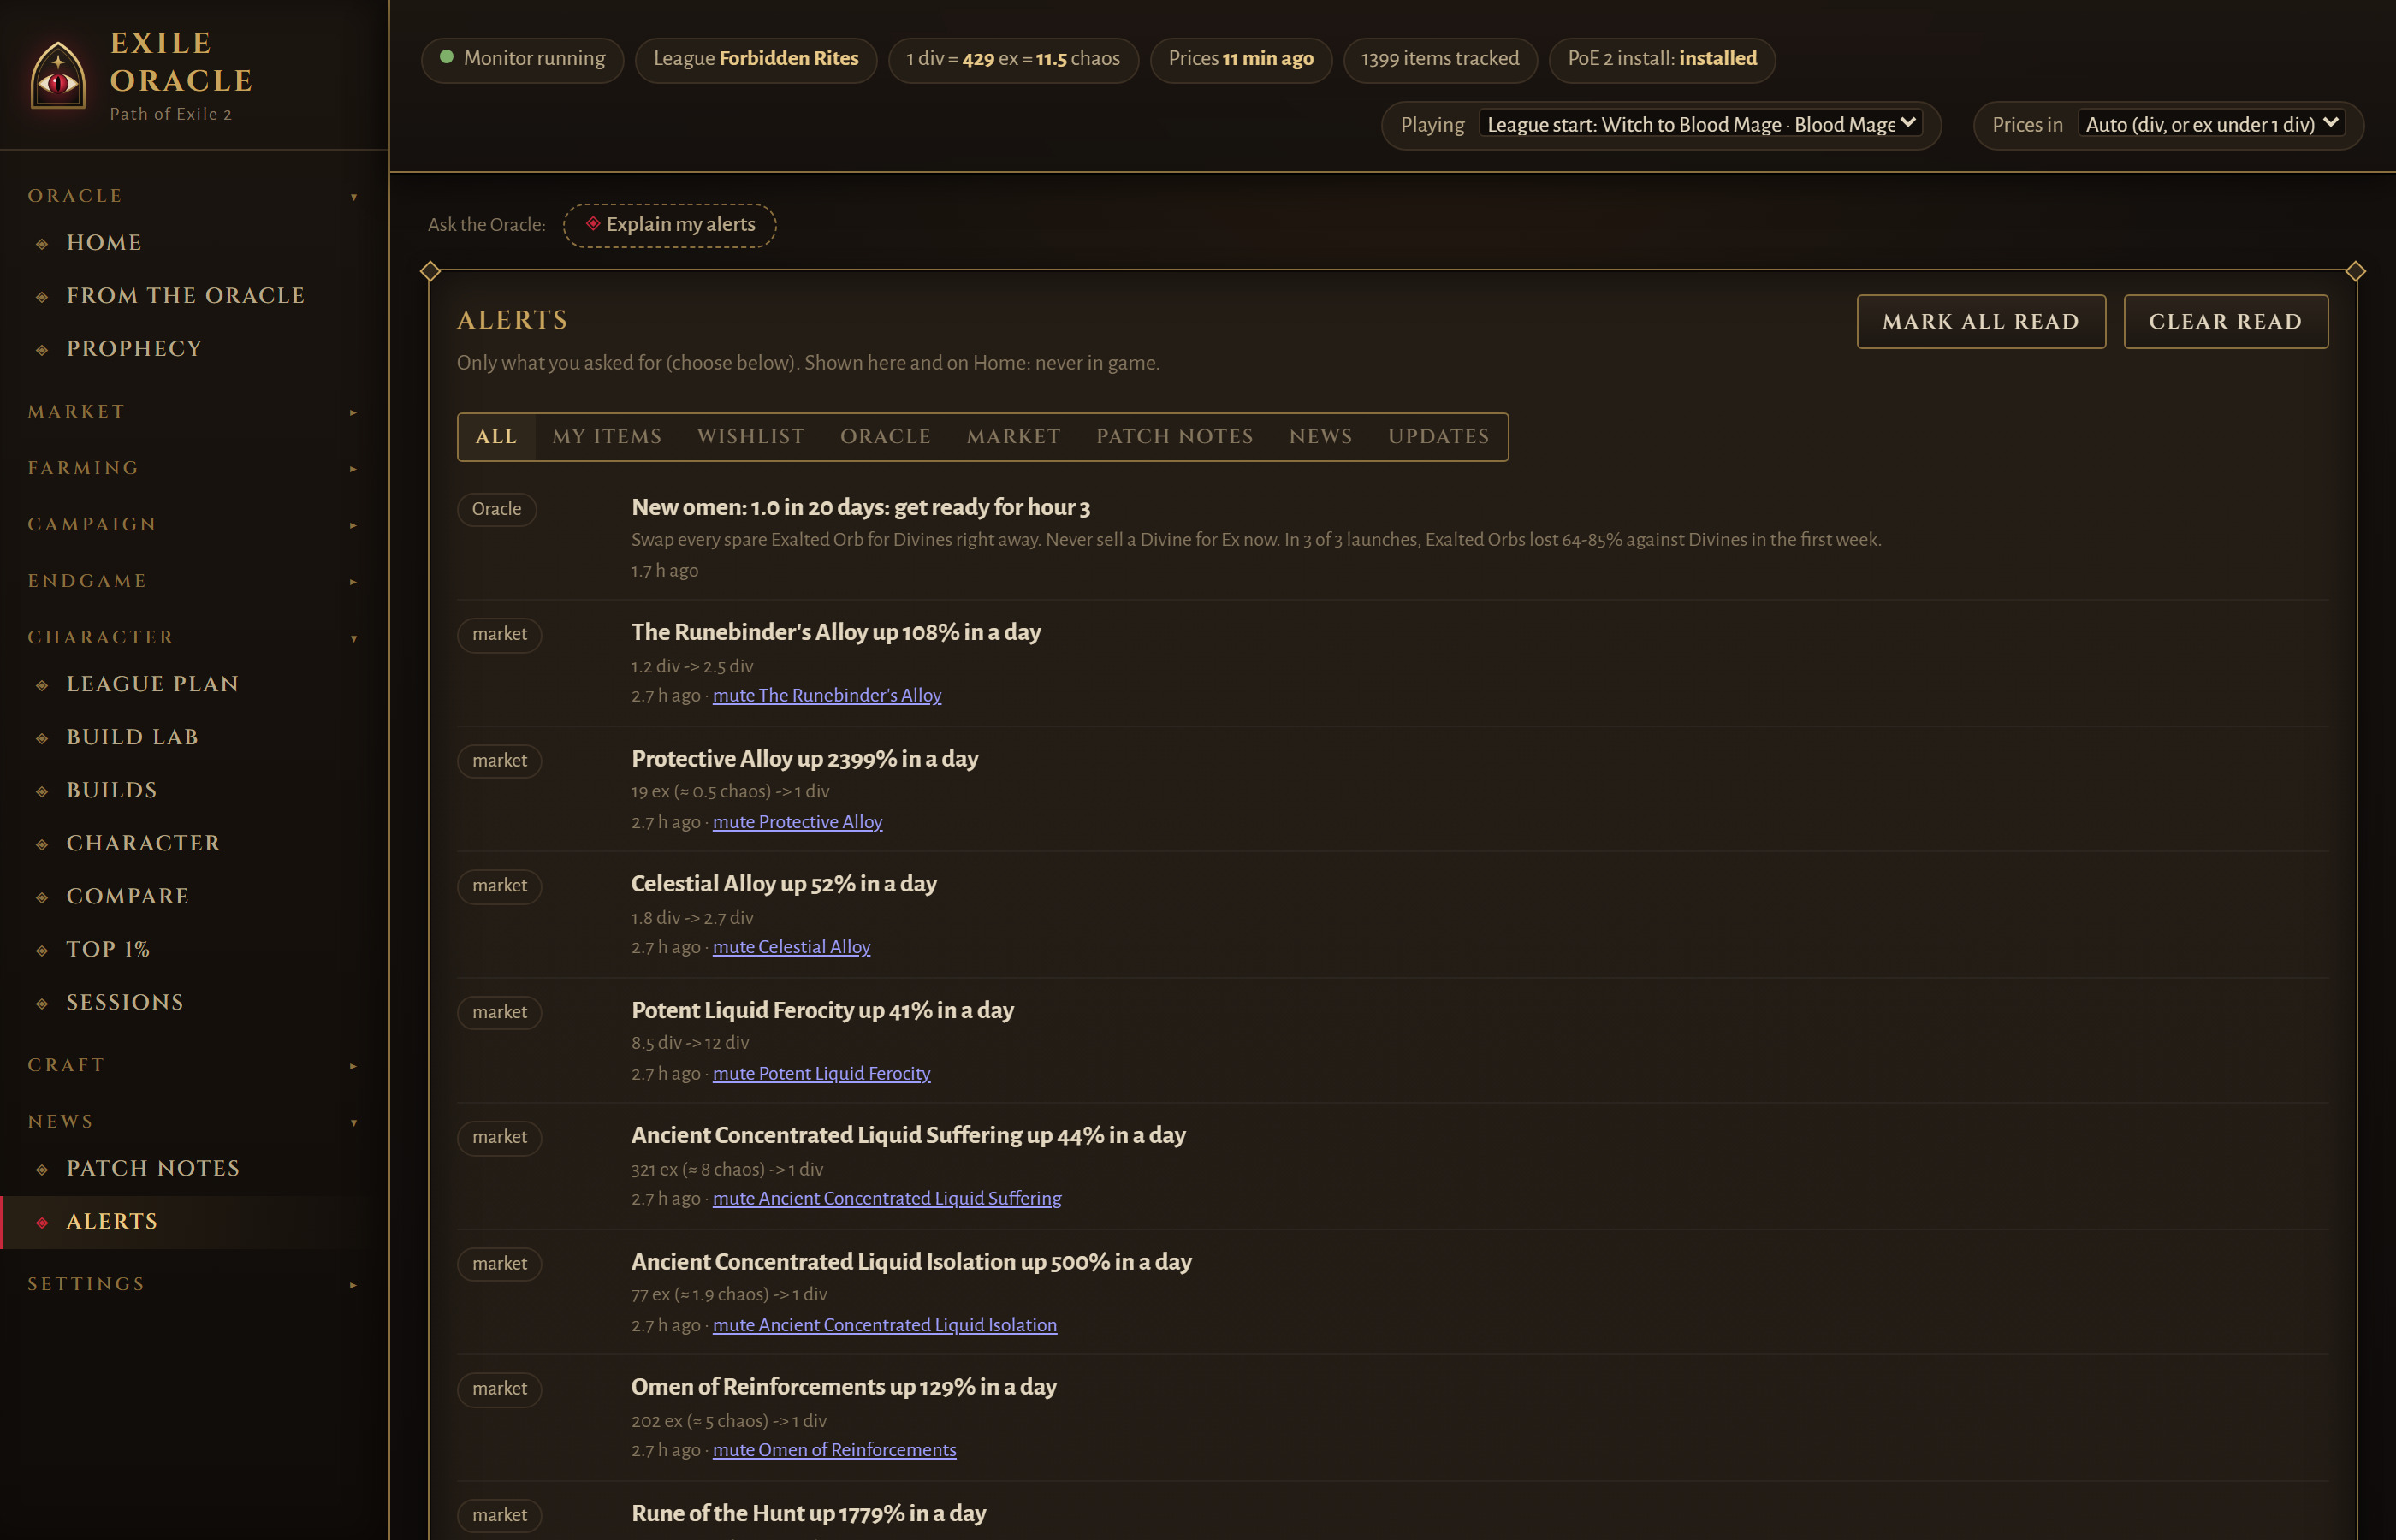 EXILE
ORACLE
Path of Exile 2
ORACLE
HOME
FROM THE ORACLE
PROPHECY
MARKET
FARMING
CAMPAIGN
ENDGAME
CHARACTER
LEAGUE PLAN
BUILD LAB
BUILDS
CHARACTER
COMPARE
TOP 1%
SESSIONS
CRAFT
NEWS
PATCH NOTES
ALERTS
SETTINGS
Monitor running
League Forbidden Rites
1 div = 429 ex = 11.5 chaos
Prices 11 min ago
1399 items tracked
PoE 2 install: installed
Playing League start: Witch to Blood Mage · Blood Mage
Prices in Auto (div, or ex under 1 div)
Ask the Oracle: Explain my alerts
ALERTS
MARK ALL READ
CLEAR READ
Only what you asked for (choose below). Shown here and on Home: never in game.
ALL MY ITEMS WISHLIST ORACLE MARKET PATCH NOTES NEWS UPDATES
Oracle
New omen: 1.0 in 20 days: get ready for hour 3
Swap every spare Exalted Orb for Divines right away. Never sell a Divine for Ex now. In 3 of 3 launches, Exalted Orbs lost 64-85% against Divines in the first week.
1.7 h ago
market
The Runebinder's Alloy up 108% in a day
1.2 div -> 2.5 div
2.7 h ago · mute The Runebinder's Alloy
market
Protective Alloy up 2399% in a day
19 ex (≈ 0.5 chaos) -> 1 div
2.7 h ago · mute Protective Alloy
market
Celestial Alloy up 52% in a day
1.8 div -> 2.7 div
2.7 h ago · mute Celestial Alloy
market
Potent Liquid Ferocity up 41% in a day
8.5 div -> 12 div
2.7 h ago · mute Potent Liquid Ferocity
market
Ancient Concentrated Liquid Suffering up 44% in a day
321 ex (≈ 8 chaos) -> 1 div
2.7 h ago · mute Ancient Concentrated Liquid Suffering
market
Ancient Concentrated Liquid Isolation up 500% in a day
77 ex (≈ 1.9 chaos) -> 1 div
2.7 h ago · mute Ancient Concentrated Liquid Isolation
market
Omen of Reinforcements up 129% in a day
202 ex (≈ 5 chaos) -> 1 div
2.7 h ago · mute Omen of Reinforcements
market
Rune of the Hunt up 1779% in a day